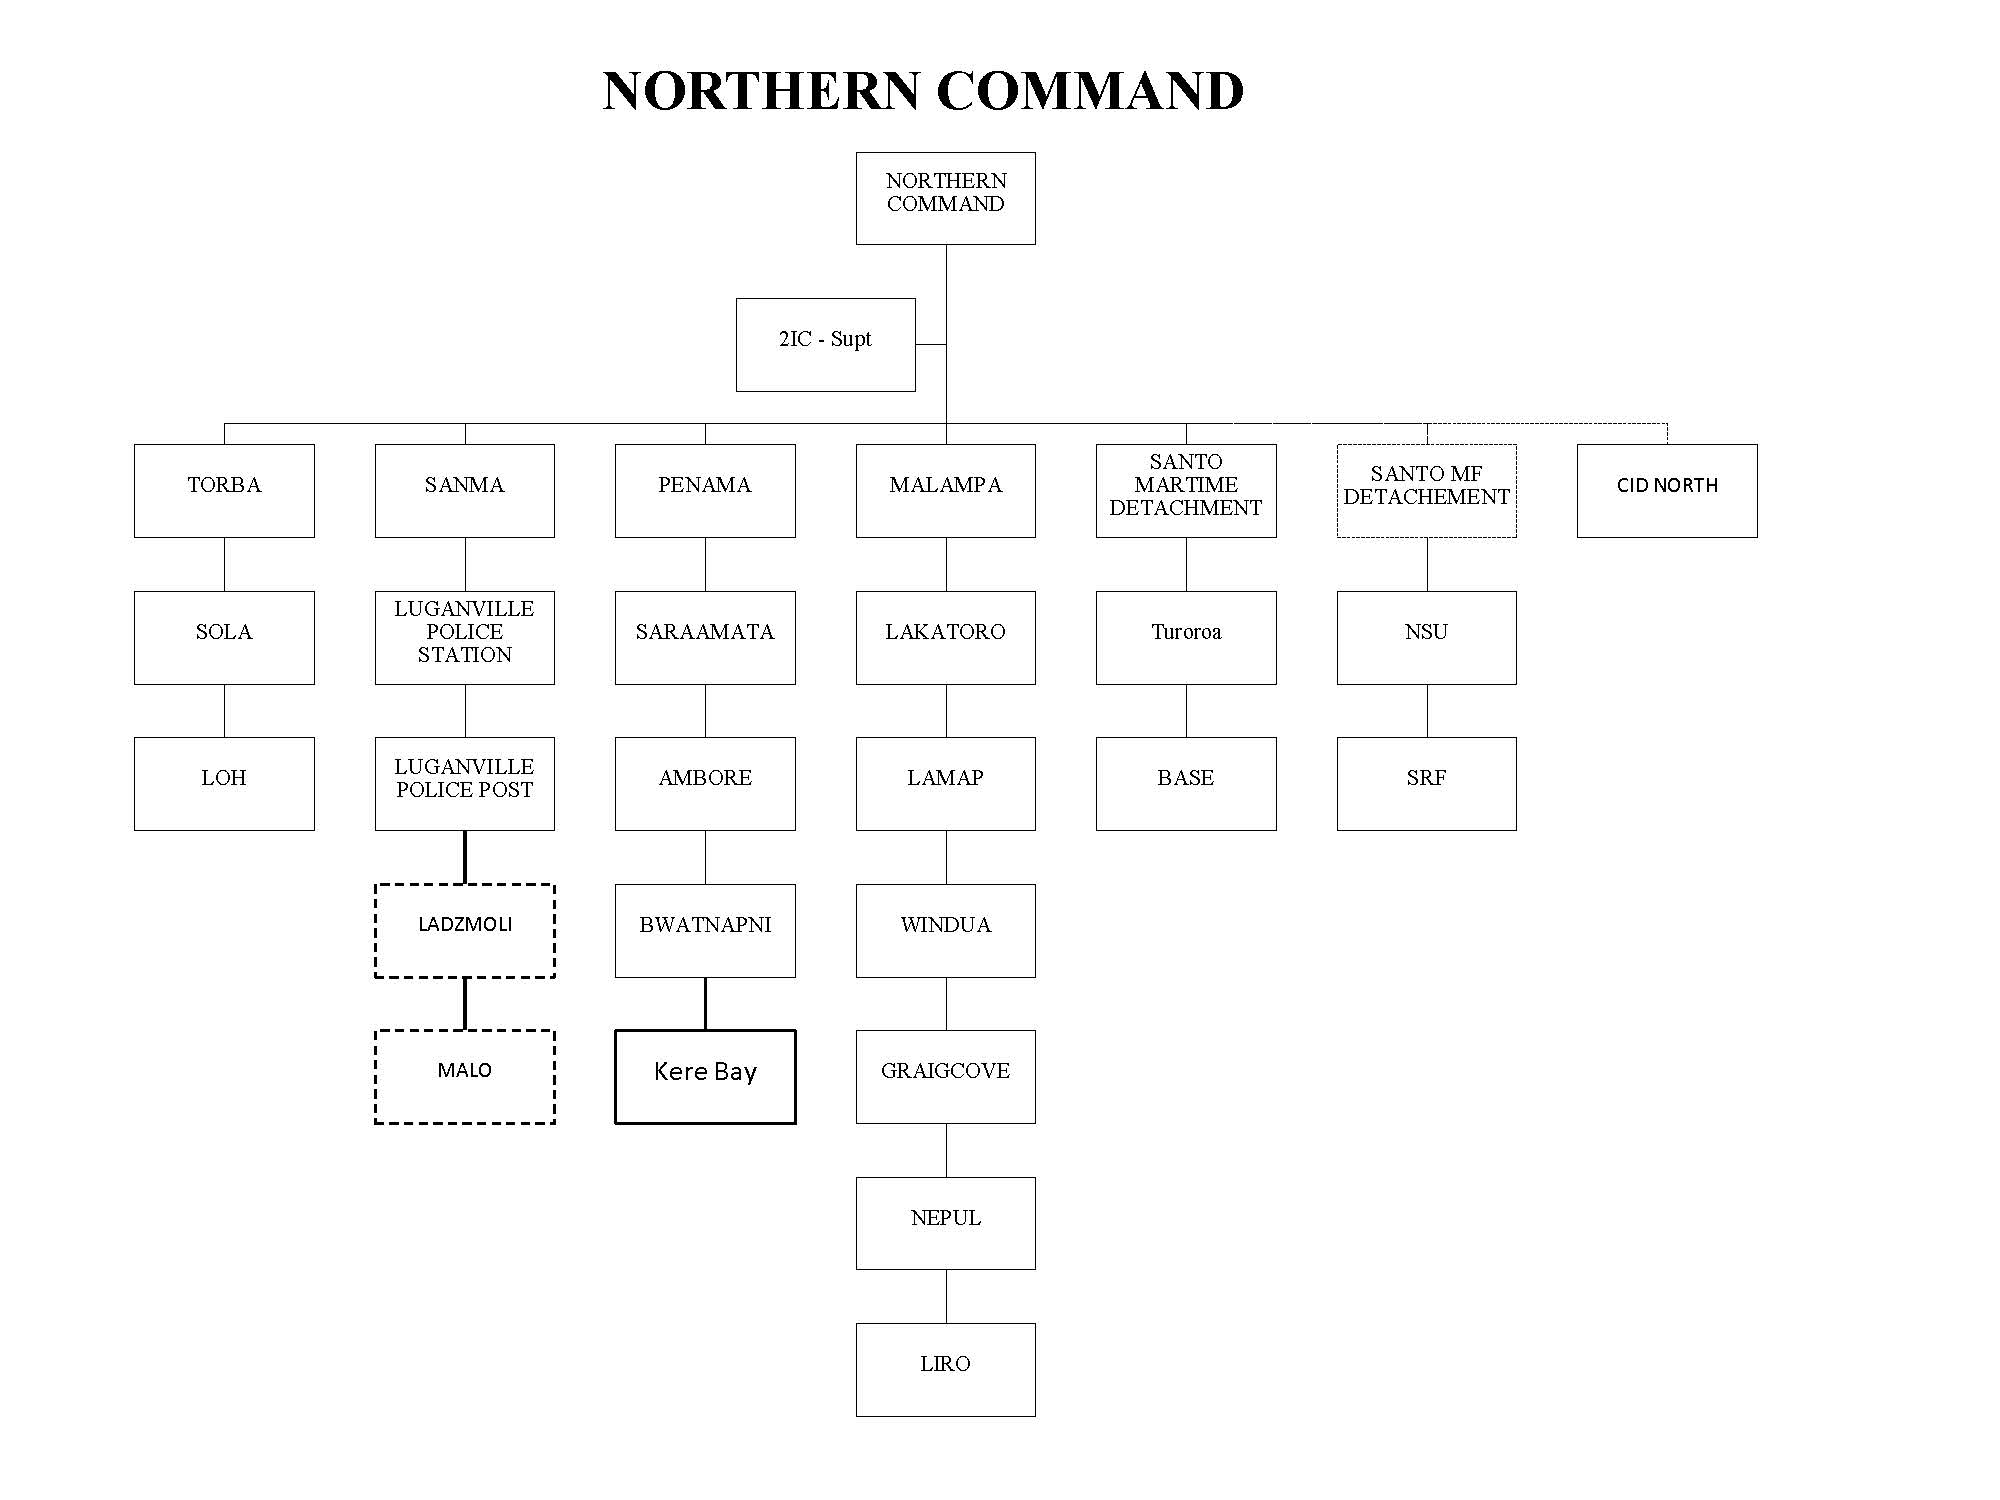 NORTHERN COMMAND
NORTHERN
COMMAND
2IC - Supt
TORBA
SANMA
PENAMA
MALAMPA
SANTO
MARTIME
DETACHMENT
SANTO MF
DETACHEMENT
CID NORTH
SOLA
LUGANVILLE
POLICE
STATION
SARAAMATA
LAKATORO
Turoroa
NSU
LOH
LUGANVILLE
POLICE POST
AMBORE
LAMAP
BASE
SRF
LADZMOLI
BWATNAPNI
WINDUA
MALO
Kere Bay
GRAIGCOVE
NEPUL
LIRO